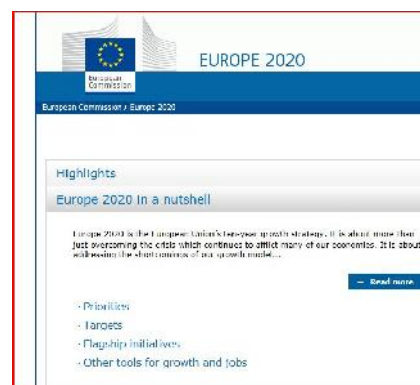 EUROPE 2020
European
Commission
European Commission > Europe 2020
Highlights
Europe 2020 in a nutshell
Europe 2020 is the European Union's ten-year growth strategy. It is about more than
just overcoming the crisis which continues to afflict many of our economies. It is about
addressing the shortcomings of our growth model...
Read more
· Priorities
· Targets
· Flagship initiatives
· Other tools for growth and jobs